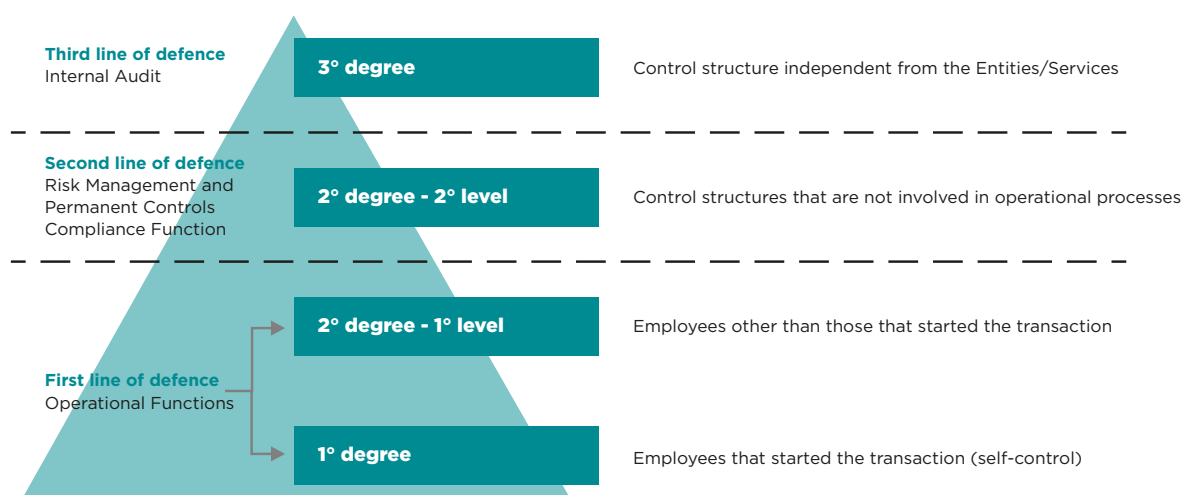 Third line of defence
Internal Audit
3° degree
Control structure independent from the Entities/Services
Second line of defence
Risk Management and
Permanent Controls
Compliance Function
2° degree - 2° level
Control structures that are not involved in operational processes
2° degree - 1° level
Employees other than those that started the transaction
First line of defence
Operational Functions
1° degree
Employees that started the transaction (self-control)